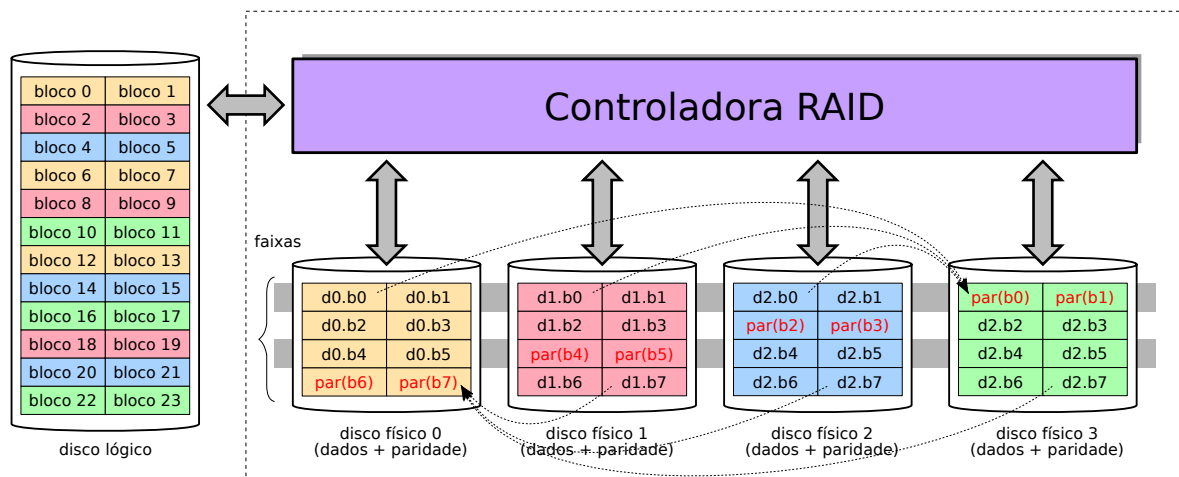 Controladora RAID
bloco 0 bloco 1
bloco 2 bloco 3
bloco 4 bloco 5
bloco 6 bloco 7
bloco 8 bloco 9
bloco 10 bloco 11
bloco 12 bloco 13
bloco 14 bloco 15
bloco 16 bloco 17
bloco 18 bloco 19
bloco 20 bloco 21
bloco 22 bloco 23
disco lógico
faixas
d0.b0 d0.b1
d0.b2 d0.b3
d0.b4 d0.b5
par(b6) par(b7)
disco físico 0
(dados + paridade)
d1.b0 d1.b1
d1.b2 d1.b3
par(b4) par(b5)
d1.b6 d1.b7
disco físico 1
(dados + paridade)
d2.b0 d2.b1
par(b2) par(b3)
d2.b4 d2.b5
d2.b6 d2.b7
disco físico 2
(dados + paridade)
par(b0) par(b1)
d2.b2 d2.b3
d2.b4 d2.b5
d2.b6 d2.b7
disco físico 3
(dados + paridade)